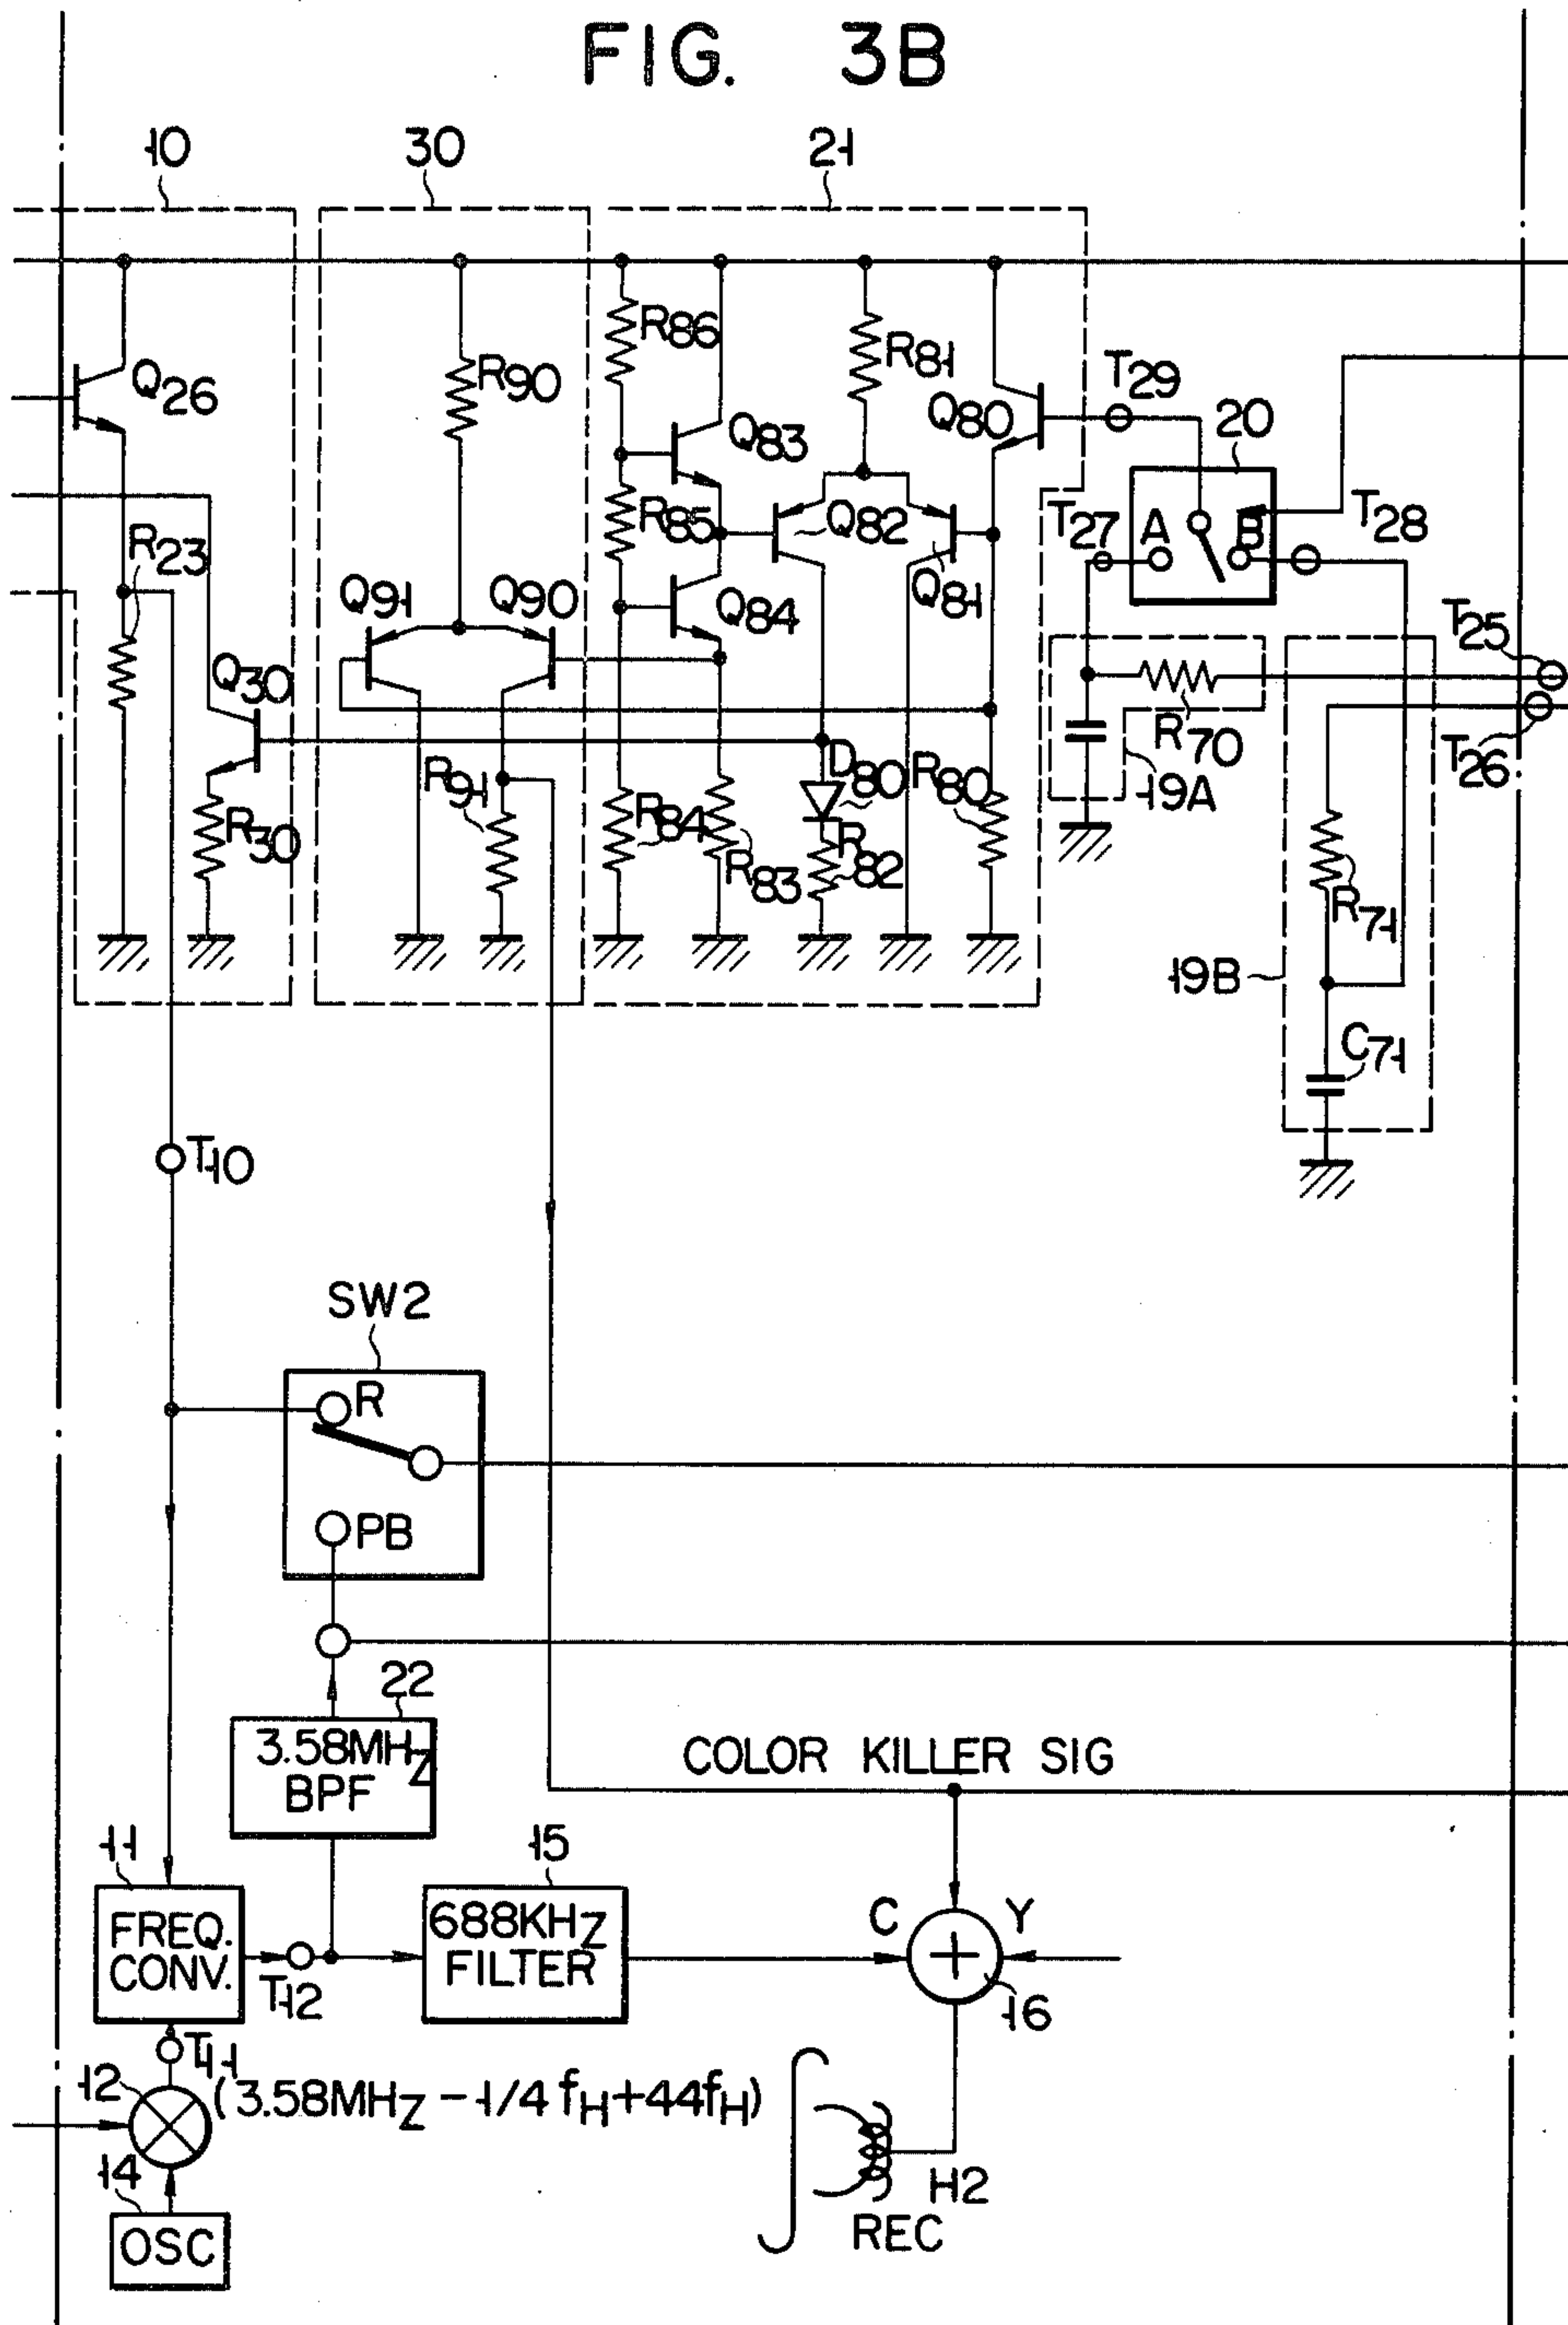 FIG. 3B
10
30
21
R86
R81
Q26
R90
Q83
Q80
T29
20
R85
Q82
Q81
T27
A
B
T28
R23
Q91
Q90
Q84
T25
Q30
R70
T26
D80
R80
19A
R91
R84
R82
R30
R83
R71
19B
C71
T10
SW2
R
PB
22
3.58MHZ
BPF
COLOR KILLER SIG
11
15
FREQ.
CONV.
T12
688KHZ
FILTER
C
Y
16
T11
12
(3.58MHZ - 1/4 fH + 44fH)
14
OSC
H2
REC